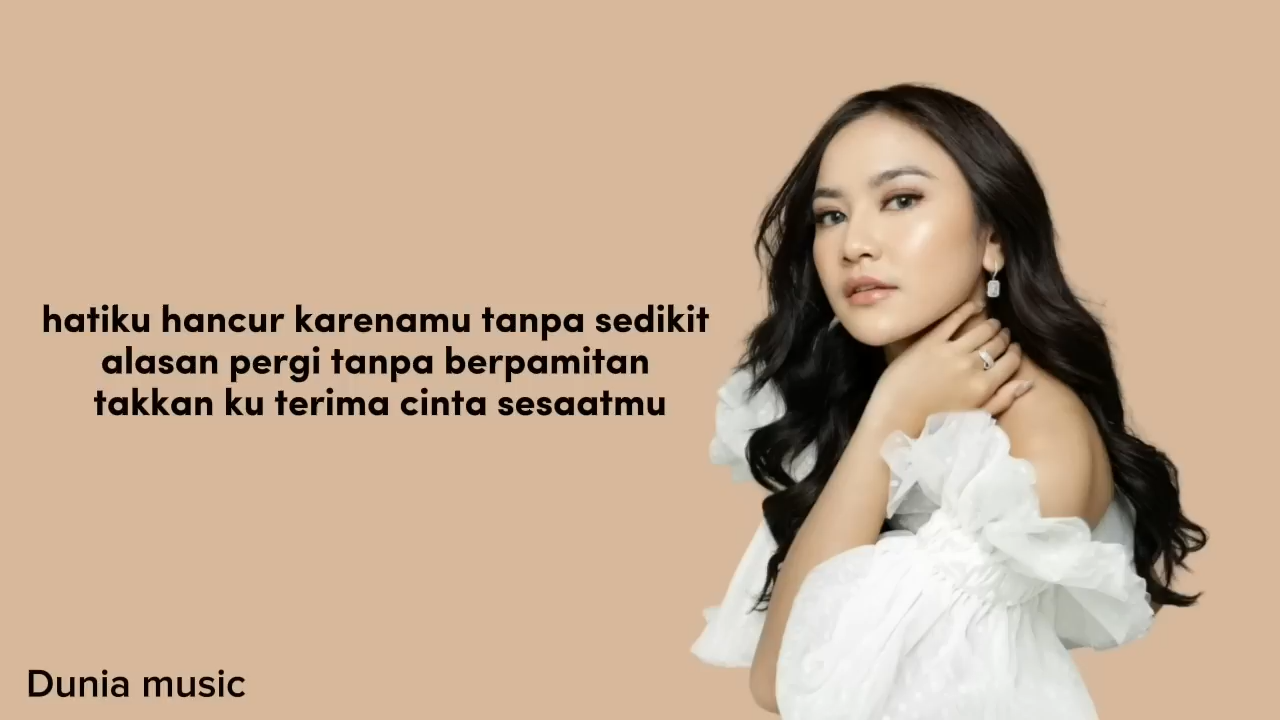 hatiku hancur karenamu tanpa sedikit
alasan pergi tanpa berpamitan
takkan ku terima cinta sesaatmu
Dunia music